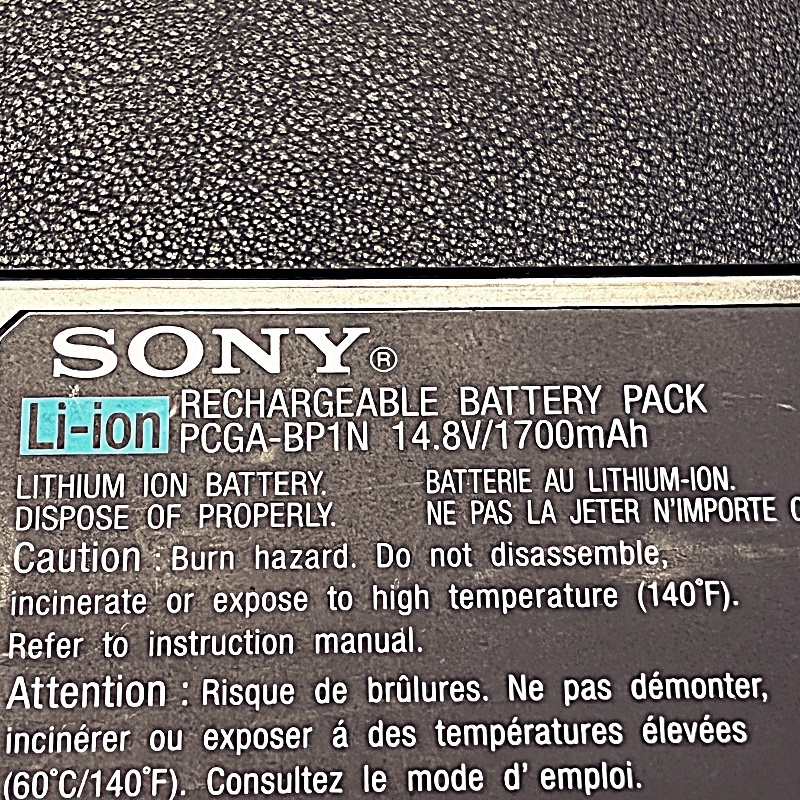 SONY®
Li-ion RECHARGEABLE BATTERY PACK
PCGA-BP1N 14.8V/1700mAh
LITHIUM ION BATTERY. BATTERIE AU LITHIUM-ION.
DISPOSE OF PROPERLY. NE PAS LA JETER N'IMPORTE
Caution : Burn hazard. Do not disassemble,
incinerate or expose to high temperature (140°F).
Refer to instruction manual.
Attention : Risque de brûlures. Ne pas démonter,
incinérer ou exposer á des températures élevées
(60°C/140°F). Consultez le mode d' emploi.